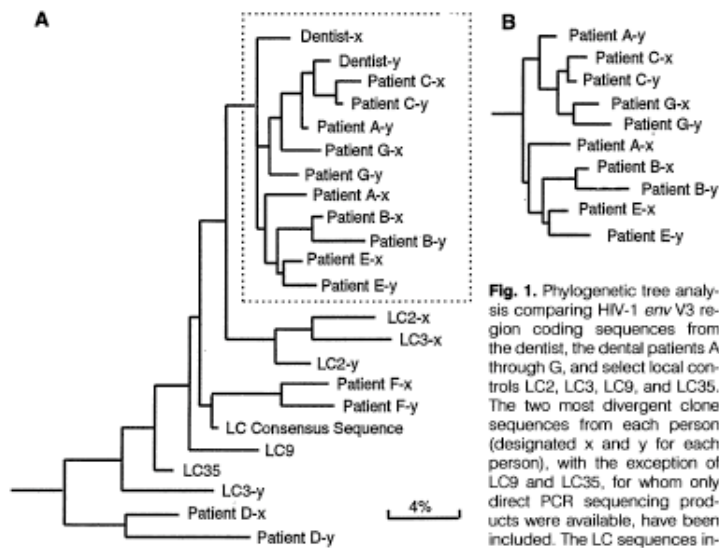 A
Dentist-x
Dentist-y
Patient C-x
Patient C-y
Patient A-y
Patient G-x
Patient G-y
Patient A-x
Patient B-x
Patient B-y
Patient E-x
Patient E-y
LC2-x
LC3-x
LC2-y
Patient F-x
Patient F-y
LC Consensus Sequence
LC9
LC35
LC3-y
Patient D-x
Patient D-y
4%
B
Patient A-y
Patient C-x
Patient C-y
Patient G-x
Patient G-y
Patient A-x
Patient B-x
Patient B-y
Patient E-x
Patient E-y
Fig. 1. Phylogenetic tree analy-
sis comparing HIV-1 env V3 re-
gion coding sequences from
the dentist, the dental patients A
through G, and select local con-
trols LC2, LC3, LC9, and LC35.
The two most divergent clone
sequences from each person
(designated x and y for each
person), with the exception of
LC9 and LC35, for whom only
direct PCR sequencing prod-
ucts were available, have been
included. The LC sequences in-